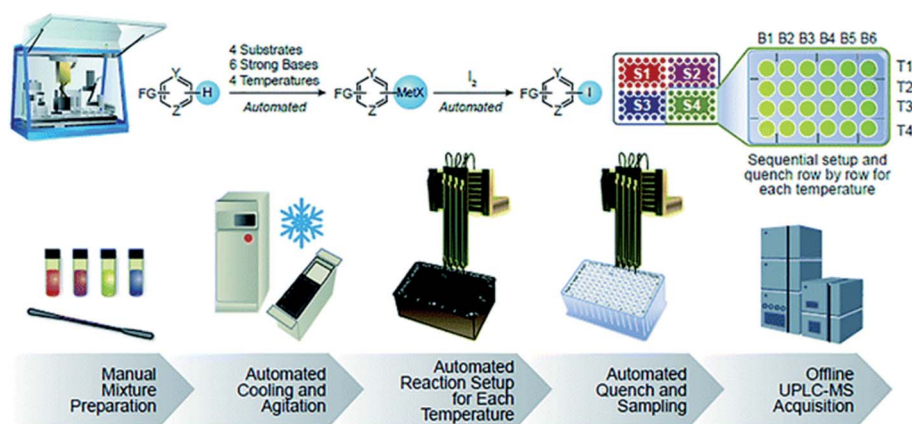 4 Substrates
6 Strong Bases
4 Temperatures
Automated
I2
Automated
FG
Y
Z
H
FG
Y
Z
MetX
FG
Y
Z
I
S1 S2
S3 S4
B1 B2 B3 B4 B5 B6
T1
T2
T3
T4
Sequential setup and
quench row by row for
each temperature
Manual
Mixture
Preparation
Automated
Cooling and
Agitation
Automated
Reaction Setup
for Each
Temperature
Automated
Quench and
Sampling
Offline
UPLC-MS
Acquisition